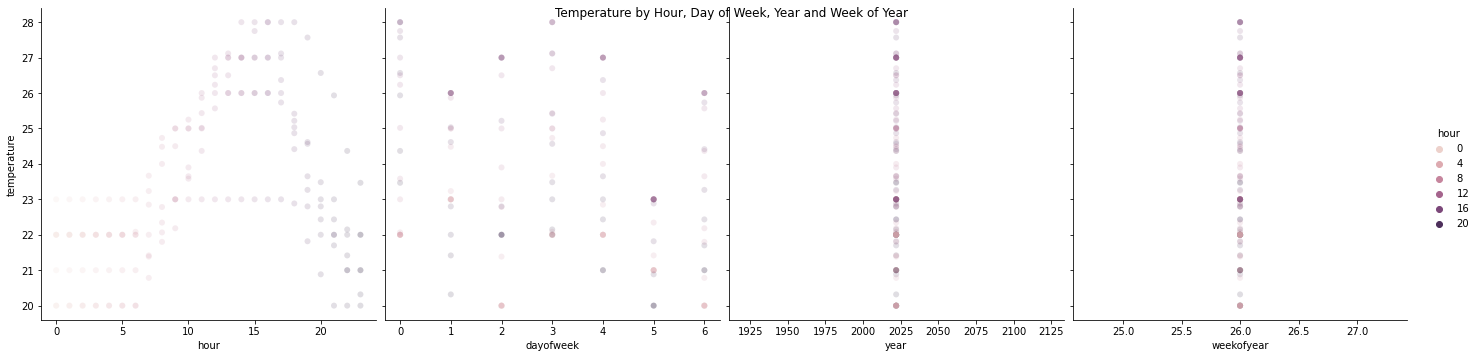 Temperature by Hour, Day of Week, Year and Week of Year
temperature
28
27
26
25
24
23
22
21
20
0 5 10 15 20
hour
0 1 2 3 4 5 6
dayofweek
1925 1950 1975 2000 2025 2050 2075 2100 2125
year
25.0 25.5 26.0 26.5 27.0
weekofyear
hour
0
4
8
12
16
20